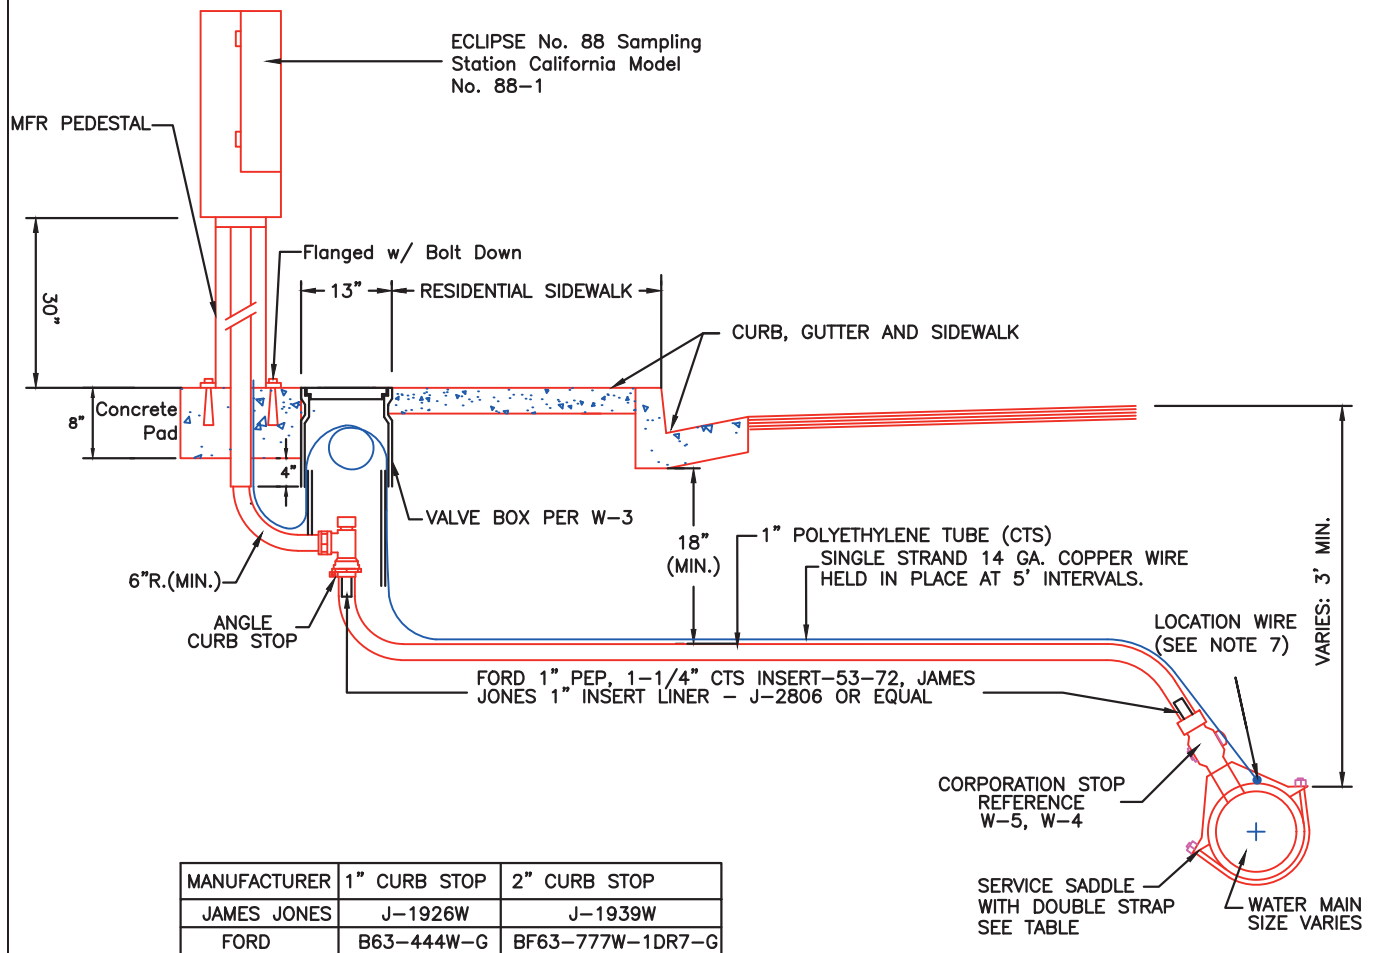 ECLIPSE No. 88 Sampling
Station California Model
No. 88-1
MFR PEDESTAL
Flanged w/ Bolt Down
13"
RESIDENTIAL SIDEWALK
30"
CURB, GUTTER AND SIDEWALK
8"
Concrete
Pad
4"
VALVE BOX PER W-3
18"
(MIN.)
1" POLYETHYLENE TUBE (CTS)
SINGLE STRAND 14 GA. COPPER WIRE
HELD IN PLACE AT 5' INTERVALS.
VARIES: 3' MIN.
6"R.(MIN.)
ANGLE
CURB STOP
LOCATION WIRE
(SEE NOTE 7)
FORD 1" PEP, 1-1/4" CTS INSERT-53-72, JAMES
JONES 1" INSERT LINER - J-2806 OR EQUAL
CORPORATION STOP
REFERENCE
W-5, W-4
SERVICE SADDLE
WITH DOUBLE STRAP
SEE TABLE
WATER MAIN
SIZE VARIES
MANUFACTURER 1" CURB STOP 2" CURB STOP
JAMES JONES J-1926W J-1939W
FORD B63-444W-G BF63-777W-1DR7-G